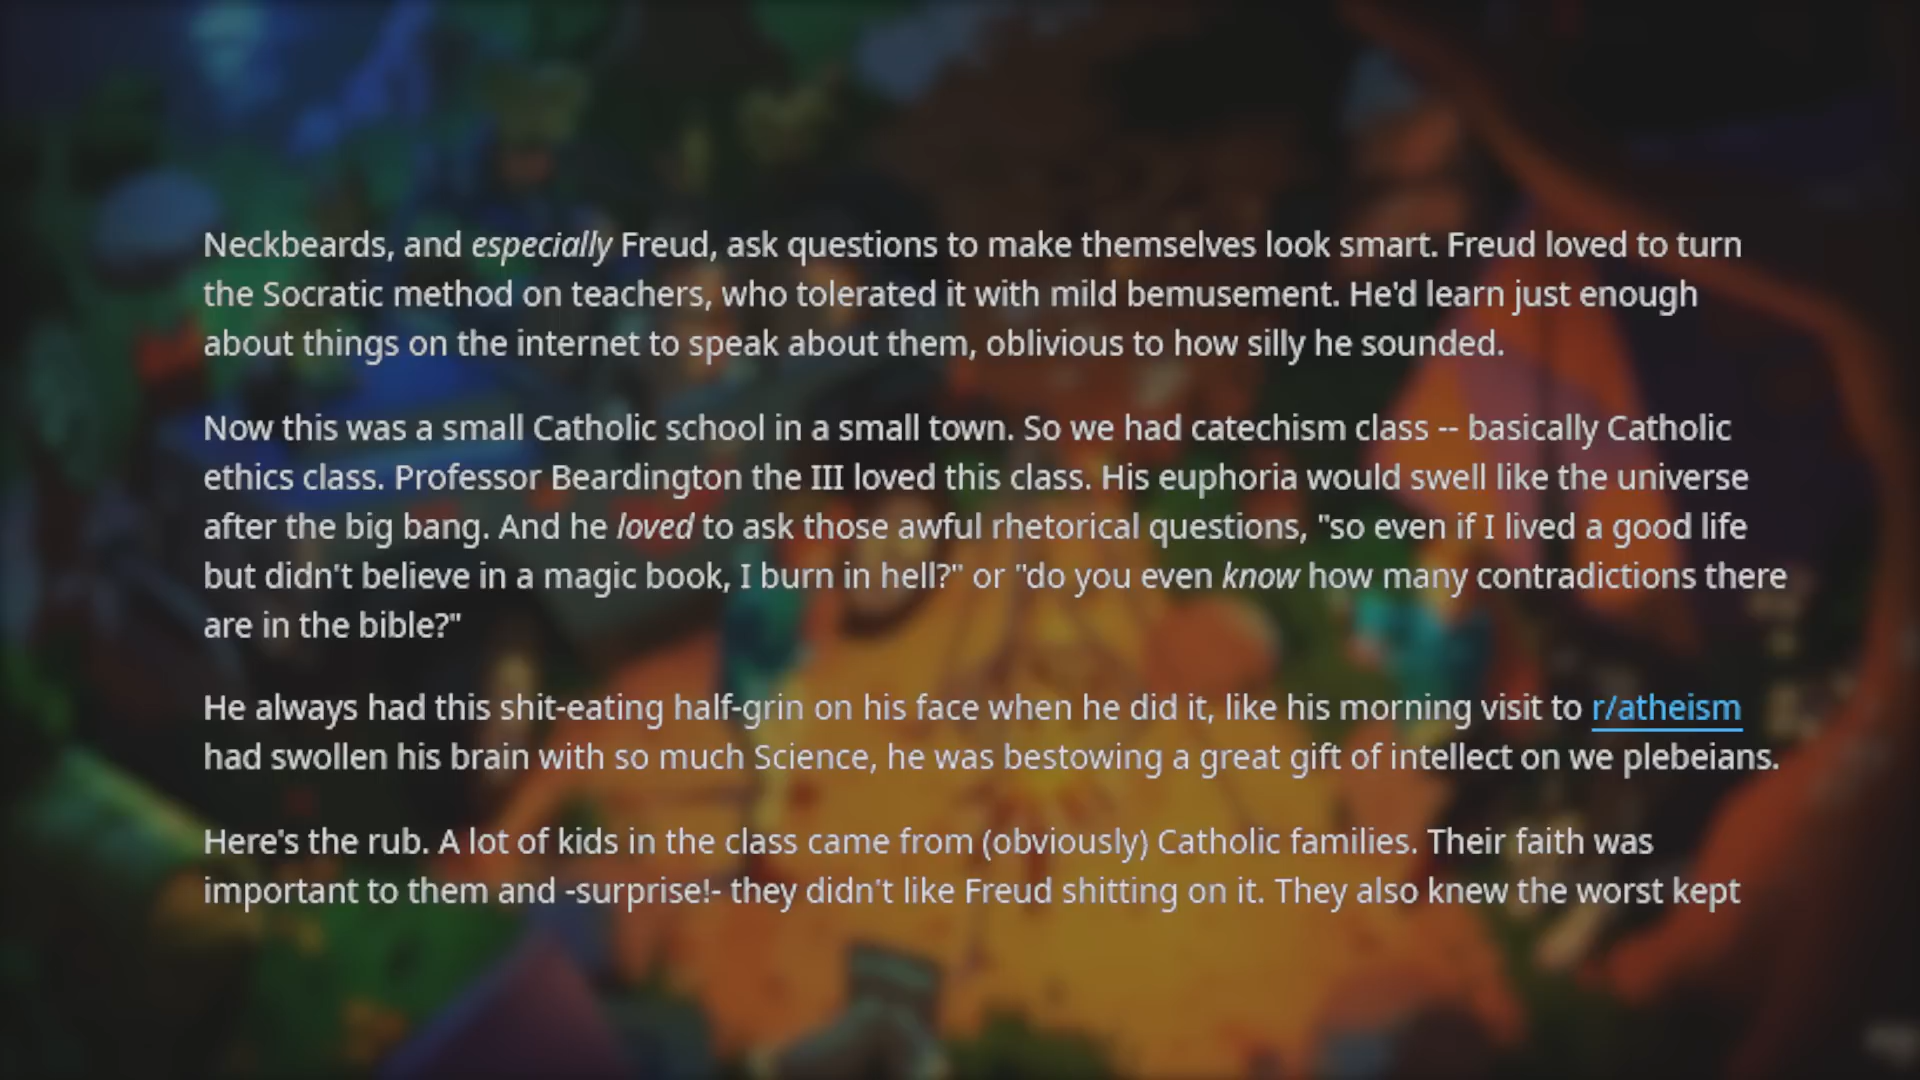 Neckbeards, and especially Freud, ask questions to make themselves look smart. Freud loved to turn
the Socratic method on teachers, who tolerated it with mild bemusement. He'd learn just enough
about things on the internet to speak about them, oblivious to how silly he sounded.
Now this was a small Catholic school in a small town. So we had catechism class -- basically Catholic
ethics class. Professor Beardington the III loved this class. His euphoria would swell like the universe
after the big bang. And he loved to ask those awful rhetorical questions, "so even if I lived a good life
but didn't believe in a magic book, I burn in hell?" or "do you even know how many contradictions there
are in the bible?"
He always had this shit-eating half-grin on his face when he did it, like his morning visit to r/atheism
had swollen his brain with so much Science, he was bestowing a great gift of intellect on we plebeians.
Here's the rub. A lot of kids in the class came from (obviously) Catholic families. Their faith was
important to them and -surprise!- they didn't like Freud shitting on it. They also knew the worst kept